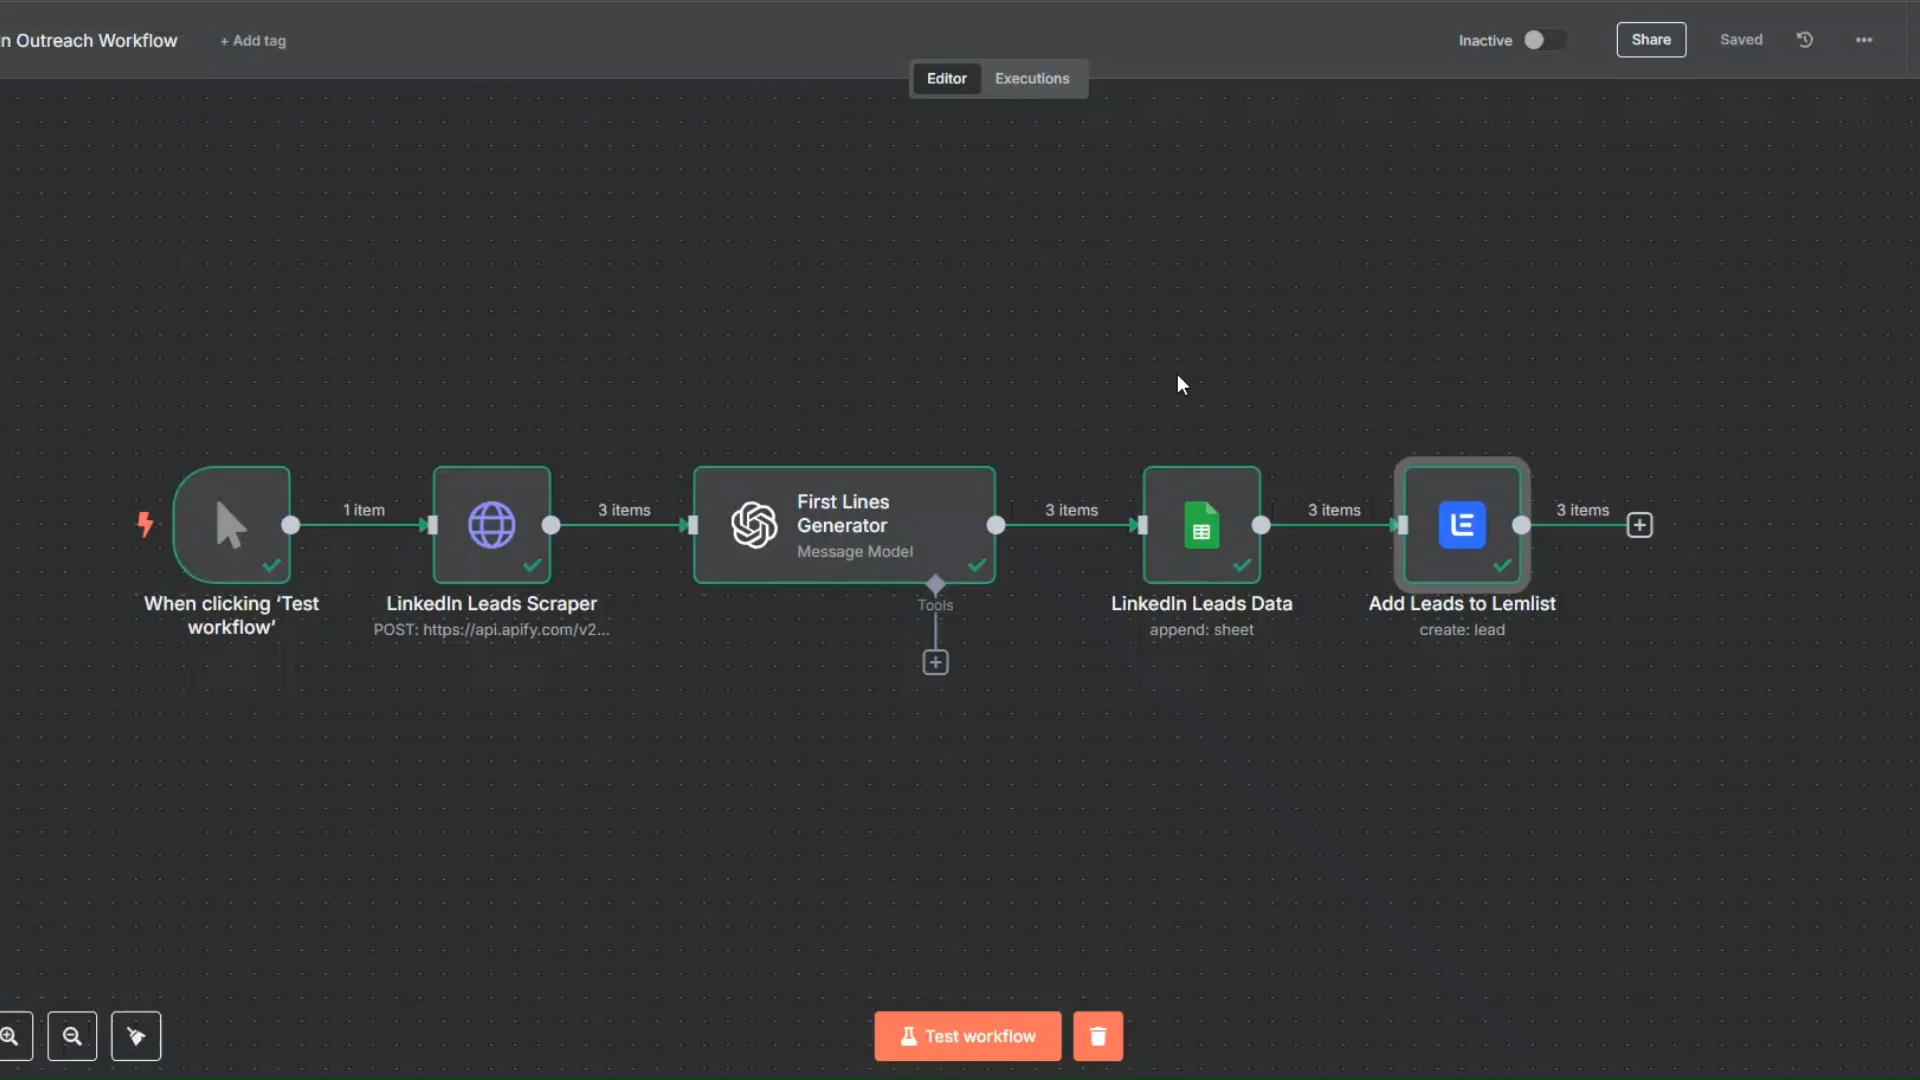 n Outreach Workflow
+ Add tag
Inactive
Share
Saved
Editor
Executions
1 item
3 items
First Lines
Generator
Message Model
3 items
3 items
3 items
Tools
When clicking ‘Test
workflow’
LinkedIn Leads Scraper
POST: https://api.apify.com/v2...
LinkedIn Leads Data
append: sheet
Add Leads to Lemlist
create: lead
Test workflow